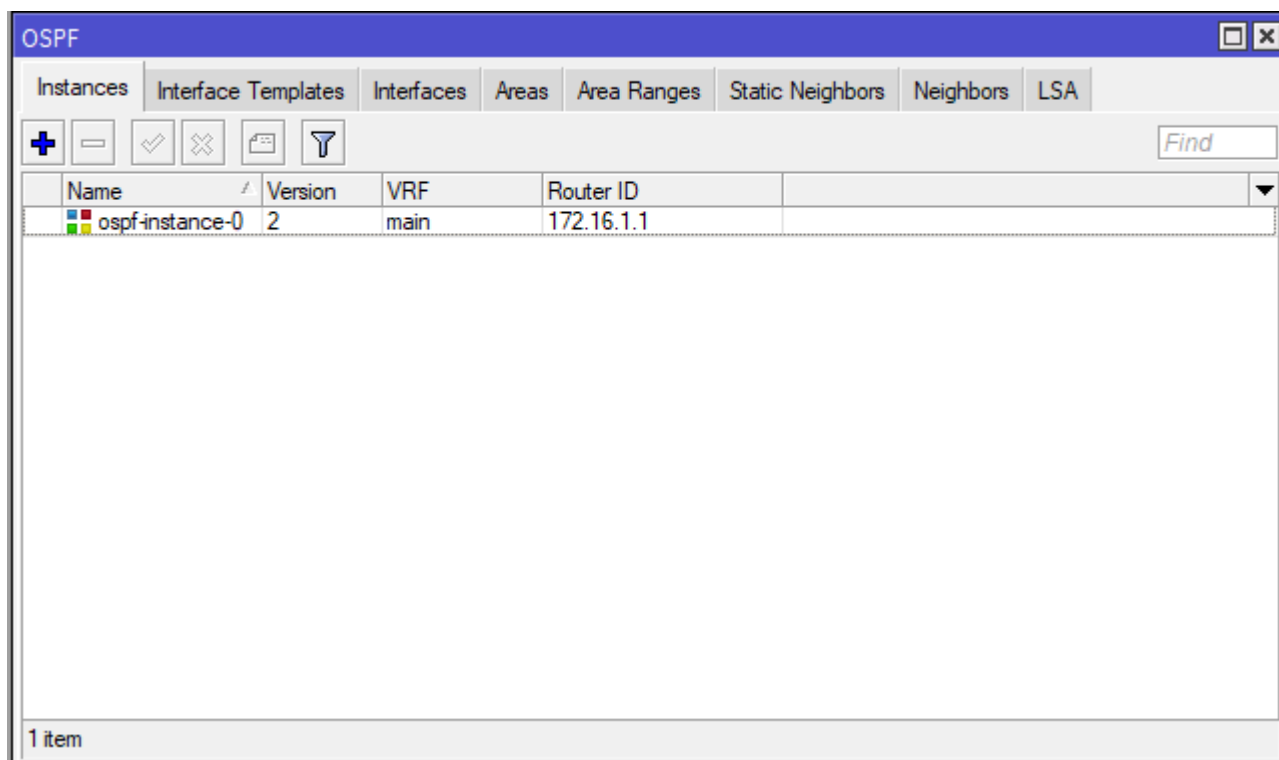 OSPF
Instances Interface Templates Interfaces Areas Area Ranges Static Neighbors Neighbors LSA
Find
Name Version VRF Router ID
ospf-instance-0 2 main 172.16.1.1
1 item